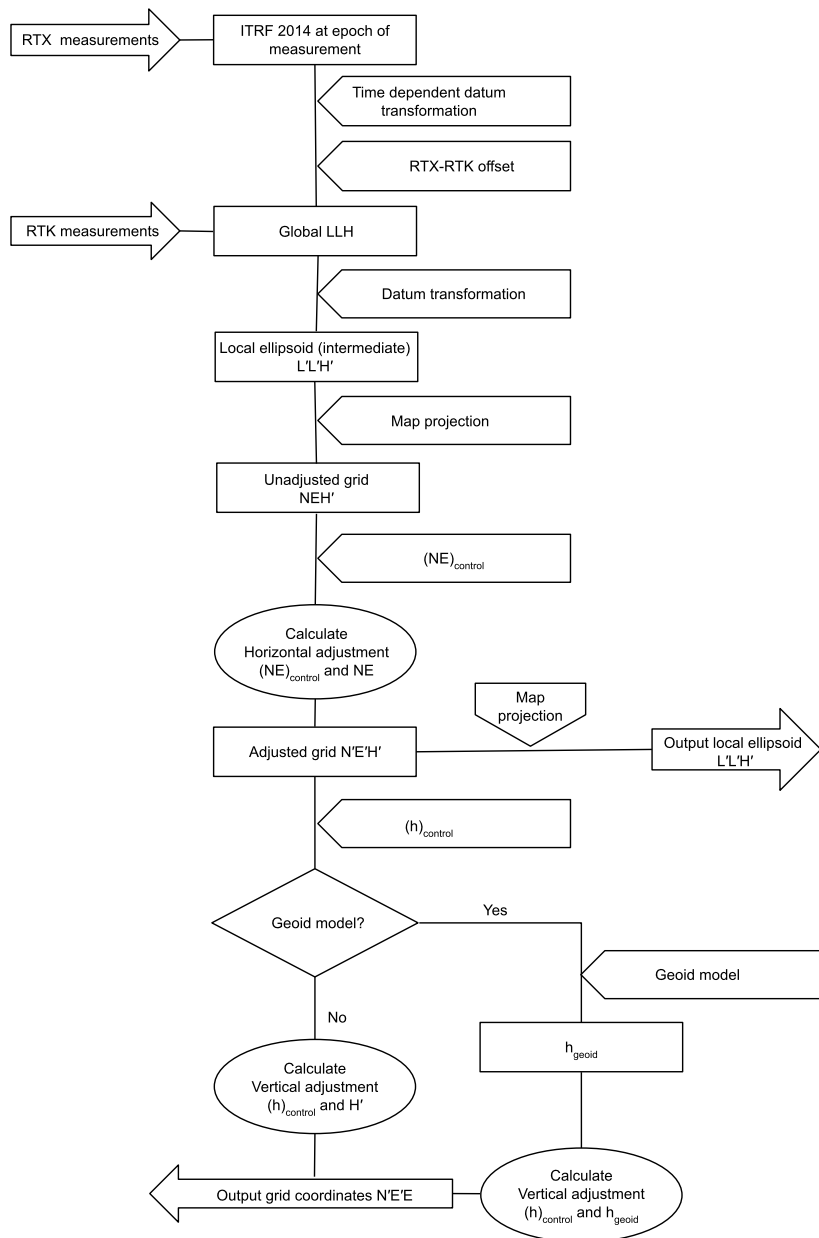 RTX measurements
ITRF 2014 at epoch of
measurement
Time dependent datum
transformation
RTX-RTK offset
RTK measurements
Global LLH
Datum transformation
Local ellipsoid (intermediate)
L′L′H′
Map projection
Unadjusted grid
NEH′
(NE)control
Calculate
Horizontal adjustment
(NE)control and NE
Map
projection
Adjusted grid N′E′H′
Output local ellipsoid
L′L′H′
(h)control
Geoid model?
Yes
Geoid model
No
hgeoid
Calculate
Vertical adjustment
(h)control and H′
Calculate
Vertical adjustment
(h)control and hgeoid
Output grid coordinates N′E′E